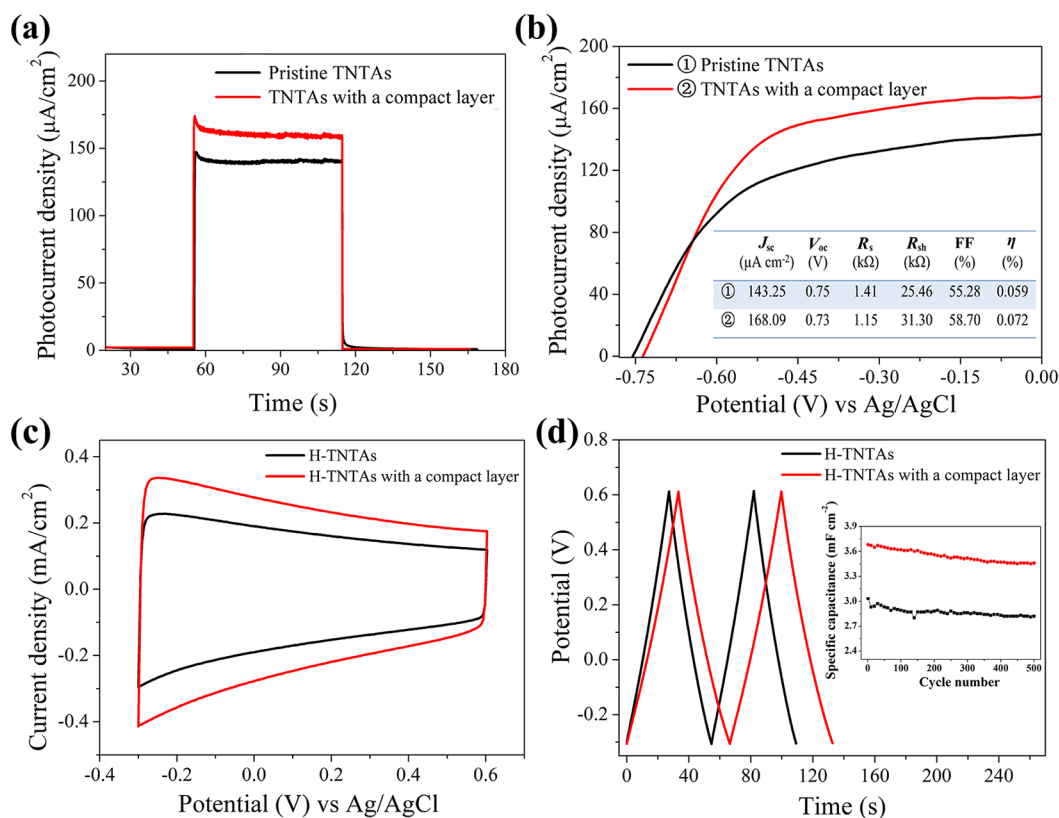 (a)
Pristine TNTAs
TNTAs with a compact layer
Photocurrent density (μA/cm²)
200
150
100
50
0
30
60
90
120
150
180
Time (s)
(b)
① Pristine TNTAs
② TNTAs with a compact layer
Photocurrent density (μA/cm²)
200
160
120
80
40
0
Jsc Voc Rs Rsh FF η
(μA cm⁻²) (V) (kΩ) (kΩ) (%) (%)
① 143.25 0.75 1.41 25.46 55.28 0.059
② 168.09 0.73 1.15 31.30 58.70 0.072
-0.75
-0.60
-0.45
-0.30
-0.15
0.00
Potential (V) vs Ag/AgCl
(c)
H-TNTAs
H-TNTAs with a compact layer
Current density (mA/cm²)
0.4
0.2
0.0
-0.2
-0.4
-0.4
-0.2
0.0
0.2
0.4
0.6
Potential (V) vs Ag/AgCl
(d)
H-TNTAs
H-TNTAs with a compact layer
Potential (V)
0.8
0.6
0.4
0.2
0.0
-0.2
Specific capacitance (mF cm⁻²)
3.9
3.6
3.3
3.0
2.7
2.4
0
100
200
300
400
500
Cycle number
0
40
80
120
160
200
240
Time (s)